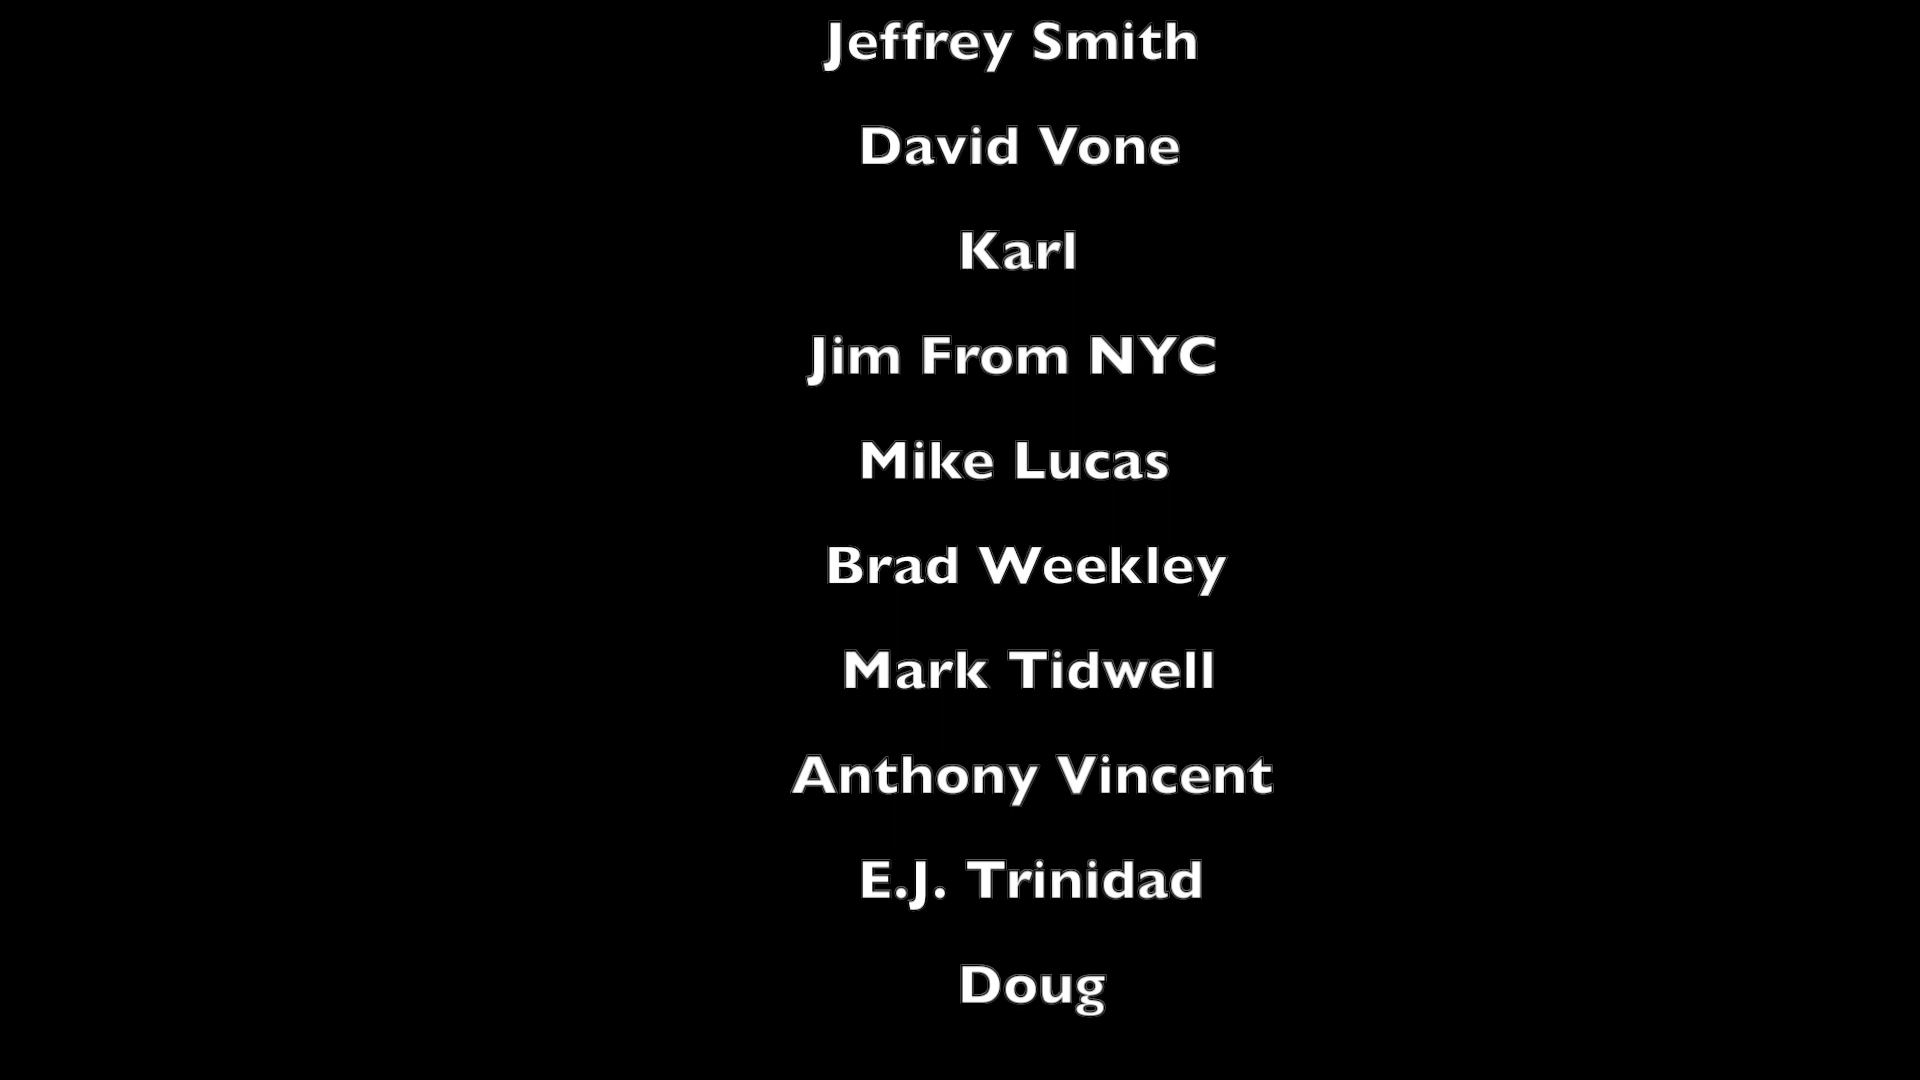 Jeffrey Smith
David Vone
Karl
Jim From NYC
Mike Lucas
Brad Weekley
Mark Tidwell
Anthony Vincent
E.J. Trinidad
Doug